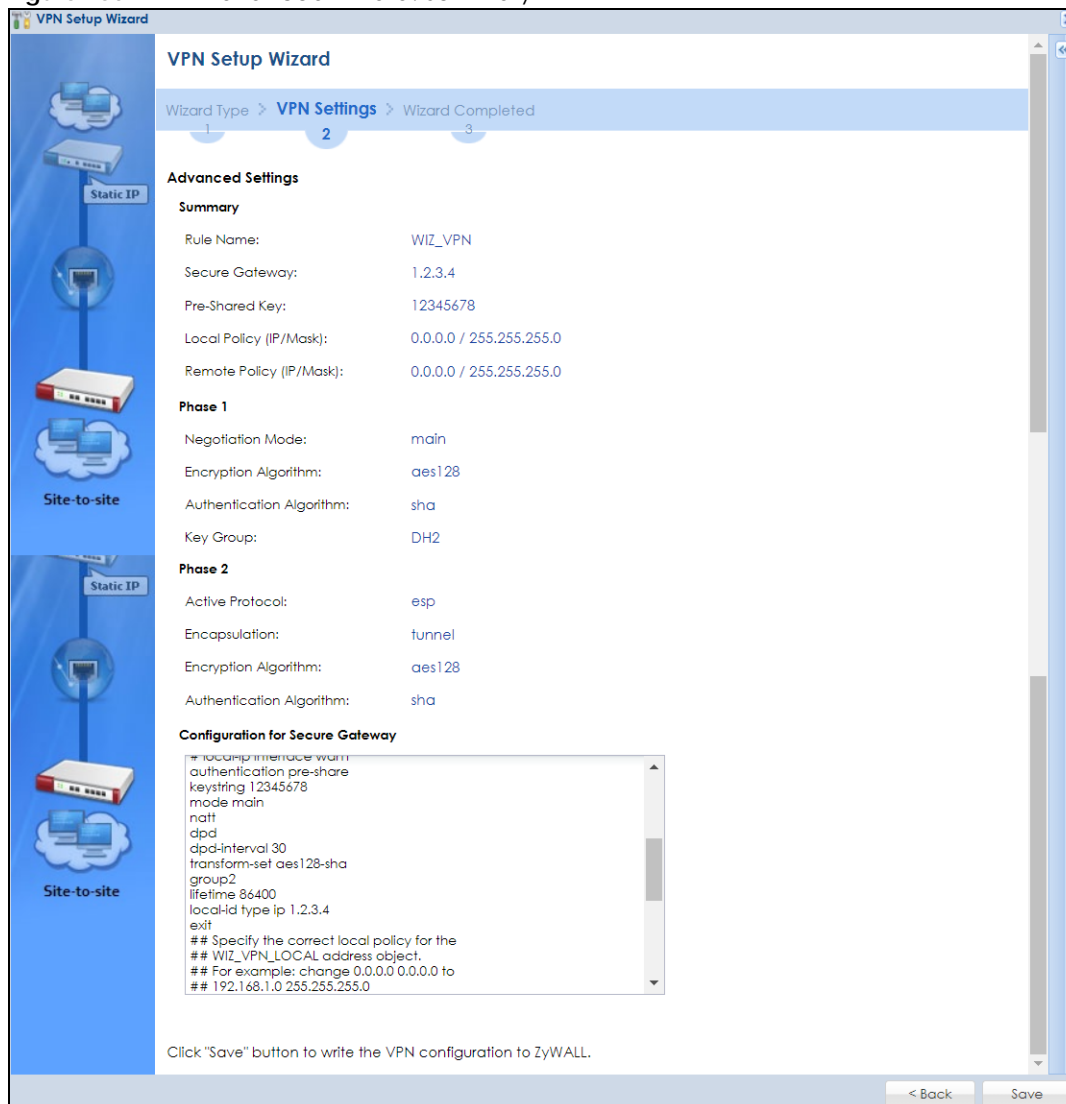 VPN Setup Wizard
VPN Setup Wizard
Wizard Type > VPN Settings > Wizard Completed
1 2 3
Static IP
Site-to-site
Static IP
Site-to-site
Advanced Settings
Summary
Rule Name: WIZ_VPN
Secure Gateway: 1.2.3.4
Pre-Shared Key: 12345678
Local Policy (IP/Mask): 0.0.0.0 / 255.255.255.0
Remote Policy (IP/Mask): 0.0.0.0 / 255.255.255.0
Phase 1
Negotiation Mode: main
Encryption Algorithm: aes128
Authentication Algorithm: sha
Key Group: DH2
Phase 2
Active Protocol: esp
Encapsulation: tunnel
Encryption Algorithm: aes128
Authentication Algorithm: sha
Configuration for Secure Gateway
# local-ip interface wan1
authentication pre-share
keystring 12345678
mode main
natt
dpd
dpd-interval 30
transform-set aes128-sha
group2
lifetime 86400
local-id type ip 1.2.3.4
exit
## Specify the correct local policy for the
## WIZ_VPN_LOCAL address object.
## For example: change 0.0.0.0 0.0.0.0 to
## 192.168.1.0 255.255.255.0
Click "Save" button to write the VPN configuration to ZyWALL.
< Back Save